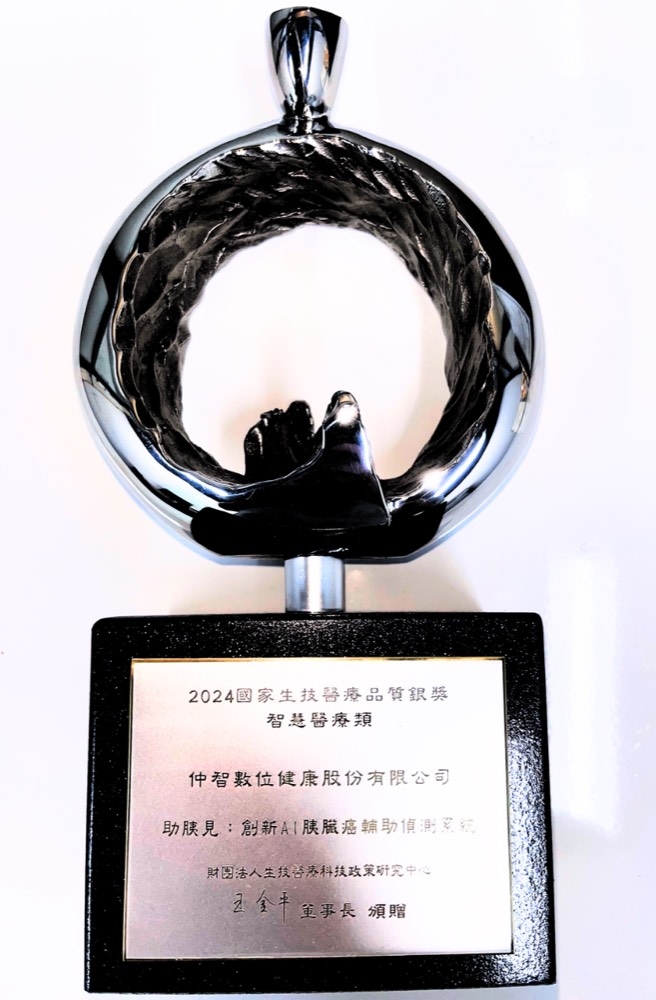 2024國家生技醫療品質銀獎
智慧醫療類
仲智數位健康股份有限公司
助胰見：創新AI胰臟癌輔助偵測系統
財團法人生技醫療科技政策研究中心
王金平 董事長 頒贈